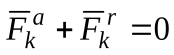 F̅ₖᵃ + F̅ₖʳ = 0